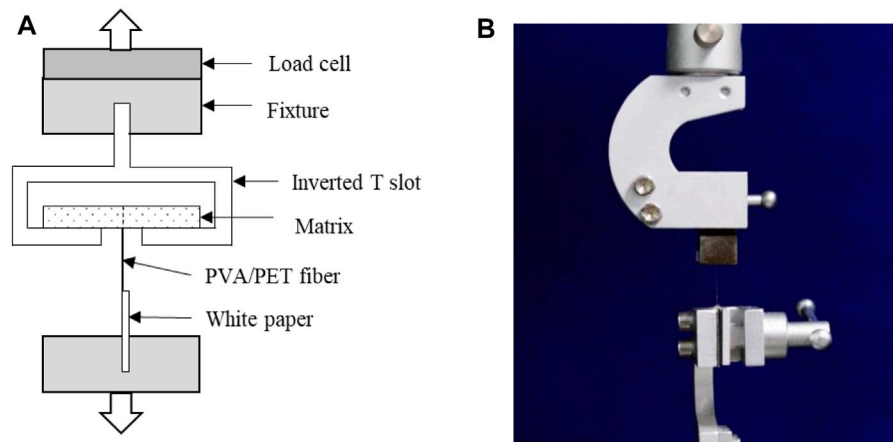 A
Load cell
Fixture
Inverted T slot
Matrix
PVA/PET fiber
White paper
B